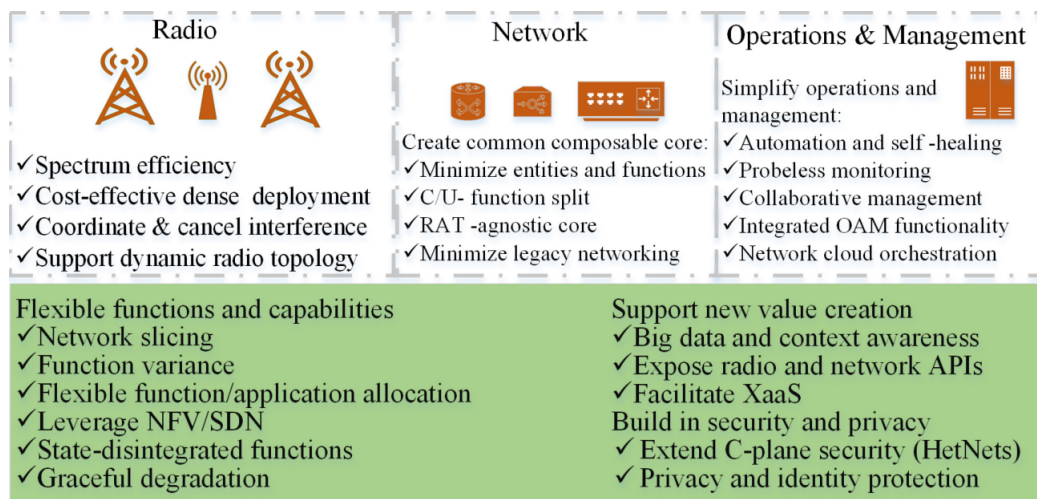 Radio
✓Spectrum efficiency
✓Cost-effective dense deployment
✓Coordinate & cancel interference
✓Support dynamic radio topology
Network
Create common composable core:
✓Minimize entities and functions
✓C/U- function split
✓RAT -agnostic core
✓Minimize legacy networking
Operations & Management
Simplify operations and
management:
✓Automation and self -healing
✓Probeless monitoring
✓Collaborative management
✓Integrated OAM functionality
✓Network cloud orchestration
Flexible functions and capabilities
✓Network slicing
✓Function variance
✓Flexible function/application allocation
✓Leverage NFV/SDN
✓State-disintegrated functions
✓Graceful degradation
Support new value creation
✓Big data and context awareness
✓Expose radio and network APIs
✓Facilitate XaaS
Build in security and privacy
✓ Extend C-plane security (HetNets)
✓ Privacy and identity protection